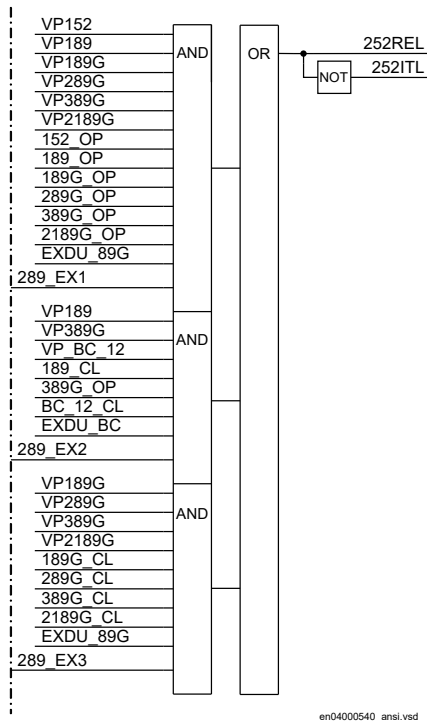 VP152
VP189
VP189G
VP289G
VP389G
VP2189G
152_OP
189_OP
189G_OP
289G_OP
389G_OP
2189G_OP
EXDU_89G
289_EX1
AND
OR
252REL
NOT
252ITL
VP189
VP389G
VP_BC_12
189_CL
389G_OP
BC_12_CL
EXDU_BC
289_EX2
AND
VP189G
VP289G
VP389G
VP2189G
189G_CL
289G_CL
389G_CL
2189G_CL
EXDU_89G
289_EX3
AND
en04000540_ansi.vsd